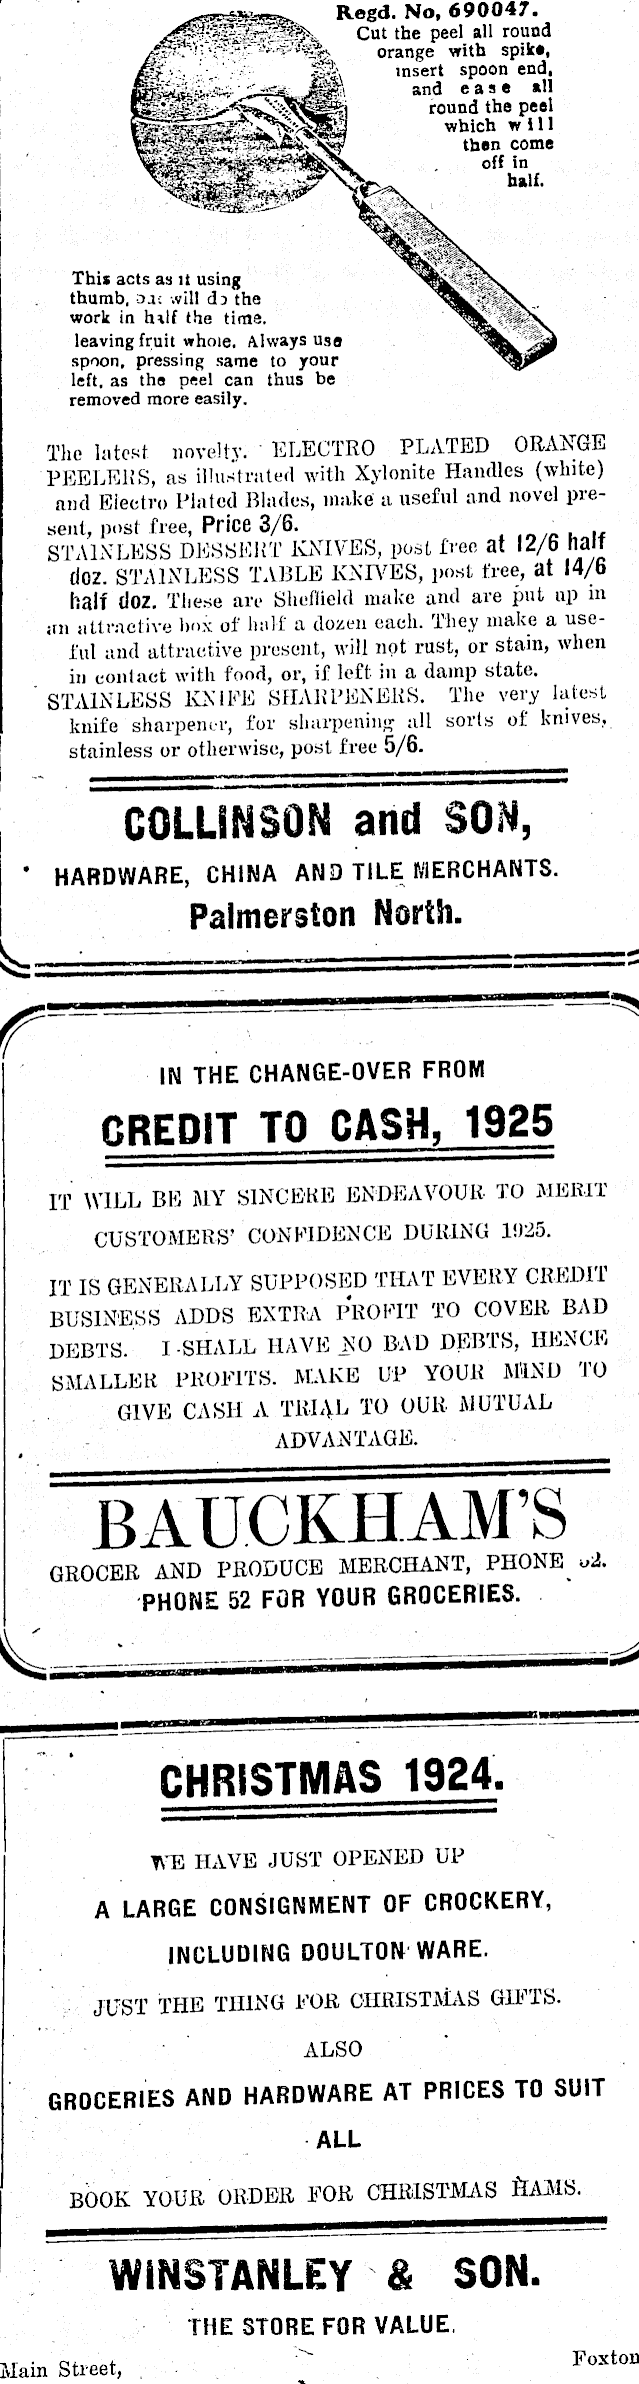 Regd. No, 690047.
Cut the peel all round
orange with spike,
insert spoon end,
and ease all
round the peel
which will
then come
off in
half.
This acts as it using
thumb, will do the
work in half the time.
leaving fruit whole. Always use
spoon, pressing same to your
left, as the peel can thus be
removed more easily.
The latest novelty. ELECTRO PLATED ORANGE
PEELERS, as illustrated with Xylonite Handles (white)
and Electro Plated Blades, make a useful and novel pre-
sent, post free, Price 3/6.
STAINLESS DESSERT KNIVES, post free at 12/6 half
doz. STAINLESS TABLE KNIVES, post free, at 14/6
half doz. These are Sheffield make and are put up in
an attractive box of half a dozen each. They make a use-
ful and attractive present, will not rust, or stain, when
in contact with food, or, if left in a damp state.
STAINLESS KNIFE SHARPENERS. The very latest
knife sharpener, for sharpening all sorts of knives,
stainless or otherwise, post free 5/6.
COLLINSON and SON,
HARDWARE, CHINA AND TILE MERCHANTS.
Palmerston North.
IN THE CHANGE-OVER FROM
CREDIT TO CASH, 1925
IT WILL BE MY SINCERE ENDEAVOUR TO MERIT
CUSTOMERS' CONFIDENCE DURING 1925.
IT IS GENERALLY SUPPOSED THAT EVERY CREDIT
BUSINESS ADDS EXTRA PROFIT TO COVER BAD
DEBTS. I SHALL HAVE NO BAD DEBTS, HENCE
SMALLER PROFITS. MAKE UP YOUR MIND TO
GIVE CASH A TRIAL TO OUR MUTUAL
ADVANTAGE.
BAUCKHAM'S
GROCER AND PRODUCE MERCHANT, PHONE 52.
PHONE 52 FOR YOUR GROCERIES.
CHRISTMAS 1924.
WE HAVE JUST OPENED UP
A LARGE CONSIGNMENT OF CROCKERY,
INCLUDING DOULTON WARE.
JUST THE THING FOR CHRISTMAS GIFTS.
ALSO
GROCERIES AND HARDWARE AT PRICES TO SUIT
ALL
BOOK YOUR ORDER FOR CHRISTMAS HAMS.
WINSTANLEY & SON.
THE STORE FOR VALUE.
Main Street, Foxton